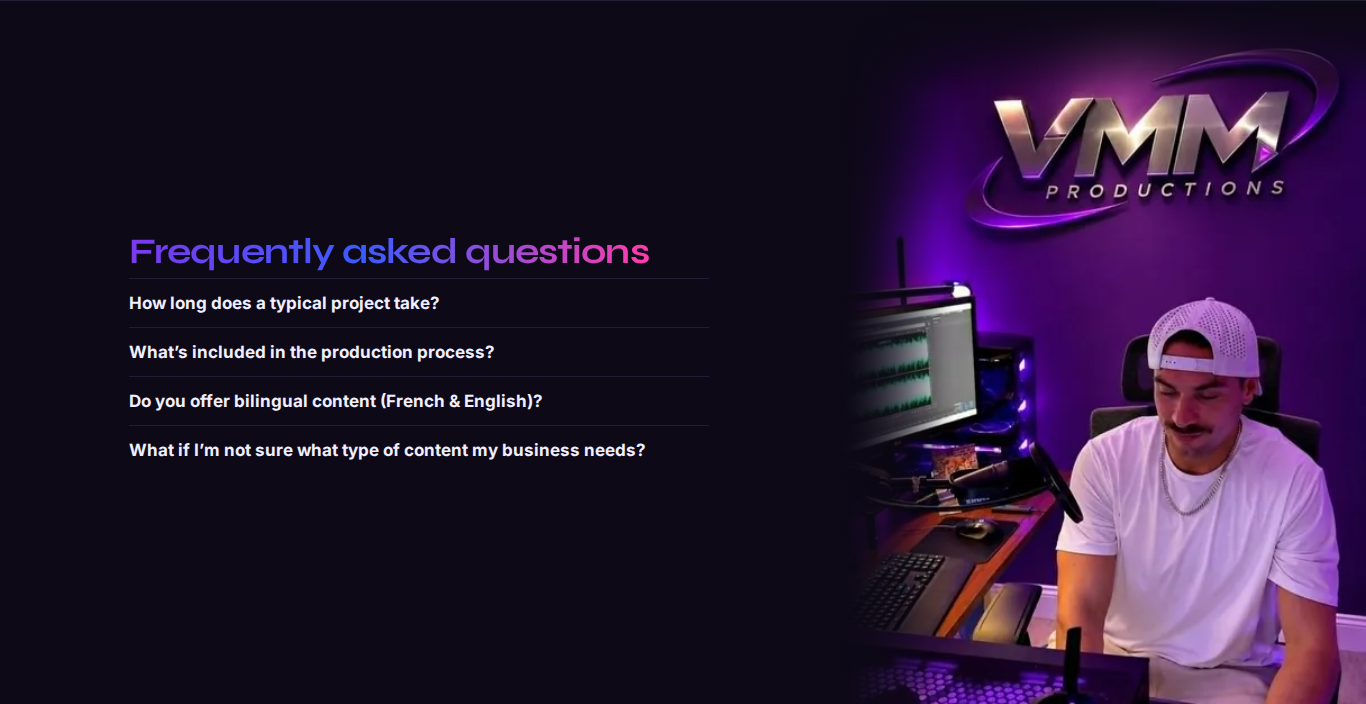 VMM
PRODUCTIONS
Frequently asked questions
How long does a typical project take?
What’s included in the production process?
Do you offer bilingual content (French & English)?
What if I’m not sure what type of content my business needs?